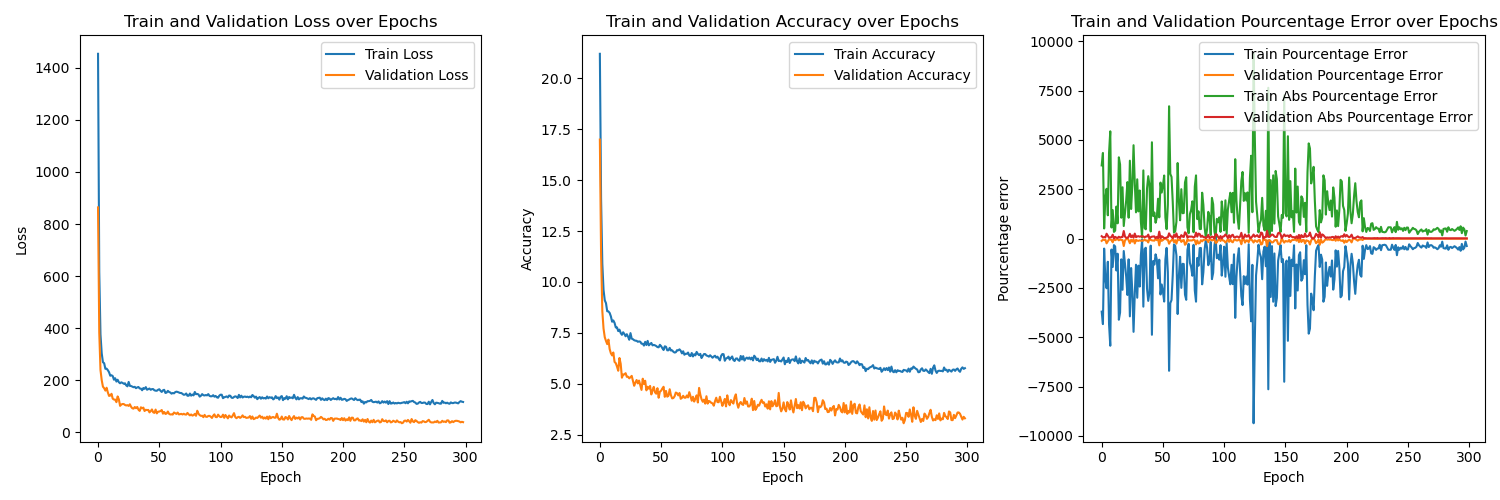 Train and Validation Loss over Epochs
Loss
1400
1200
1000
800
600
400
200
0
Train Loss
Validation Loss
0 50 100 150 200 250 300
Epoch
Train and Validation Accuracy over Epochs
Accuracy
20.0
17.5
15.0
12.5
10.0
7.5
5.0
2.5
Train Accuracy
Validation Accuracy
0 50 100 150 200 250 300
Epoch
Train and Validation Pourcentage Error over Epochs
Pourcentage error
10000
7500
5000
2500
0
−2500
−5000
−7500
−10000
Train Pourcentage Error
Validation Pourcentage Error
Train Abs Pourcentage Error
Validation Abs Pourcentage Error
0 50 100 150 200 250 300
Epoch